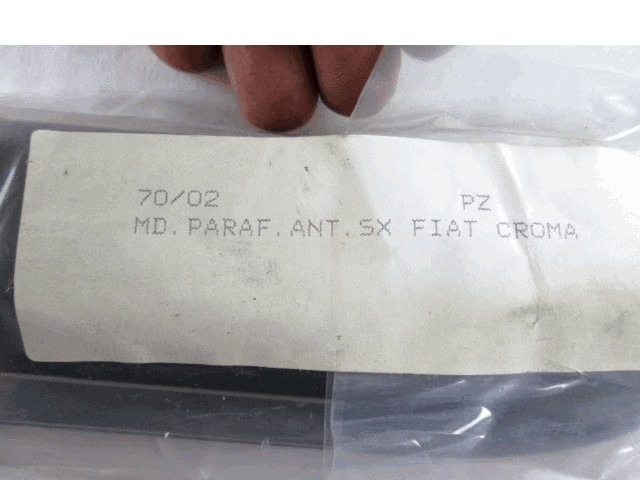 70/02 PZ
MD.PARAF.ANT.SX FIAT CROMA